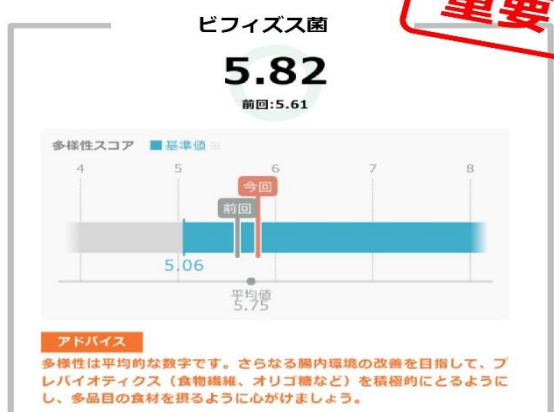 重要
ビフィズス菌
5.82
前回:5.61
多様性スコア 基準値 ※
4 5 6 7 8
今回
前回
5.06
平均値
5.75
アドバイス
多様性は平均的な数字です。さらなる腸内環境の改善を目指して、プ
レバイオティクス（食物繊維、オリゴ糖など）を積極的にとるように
し、多品目の食材を摂るように心がけましょう。